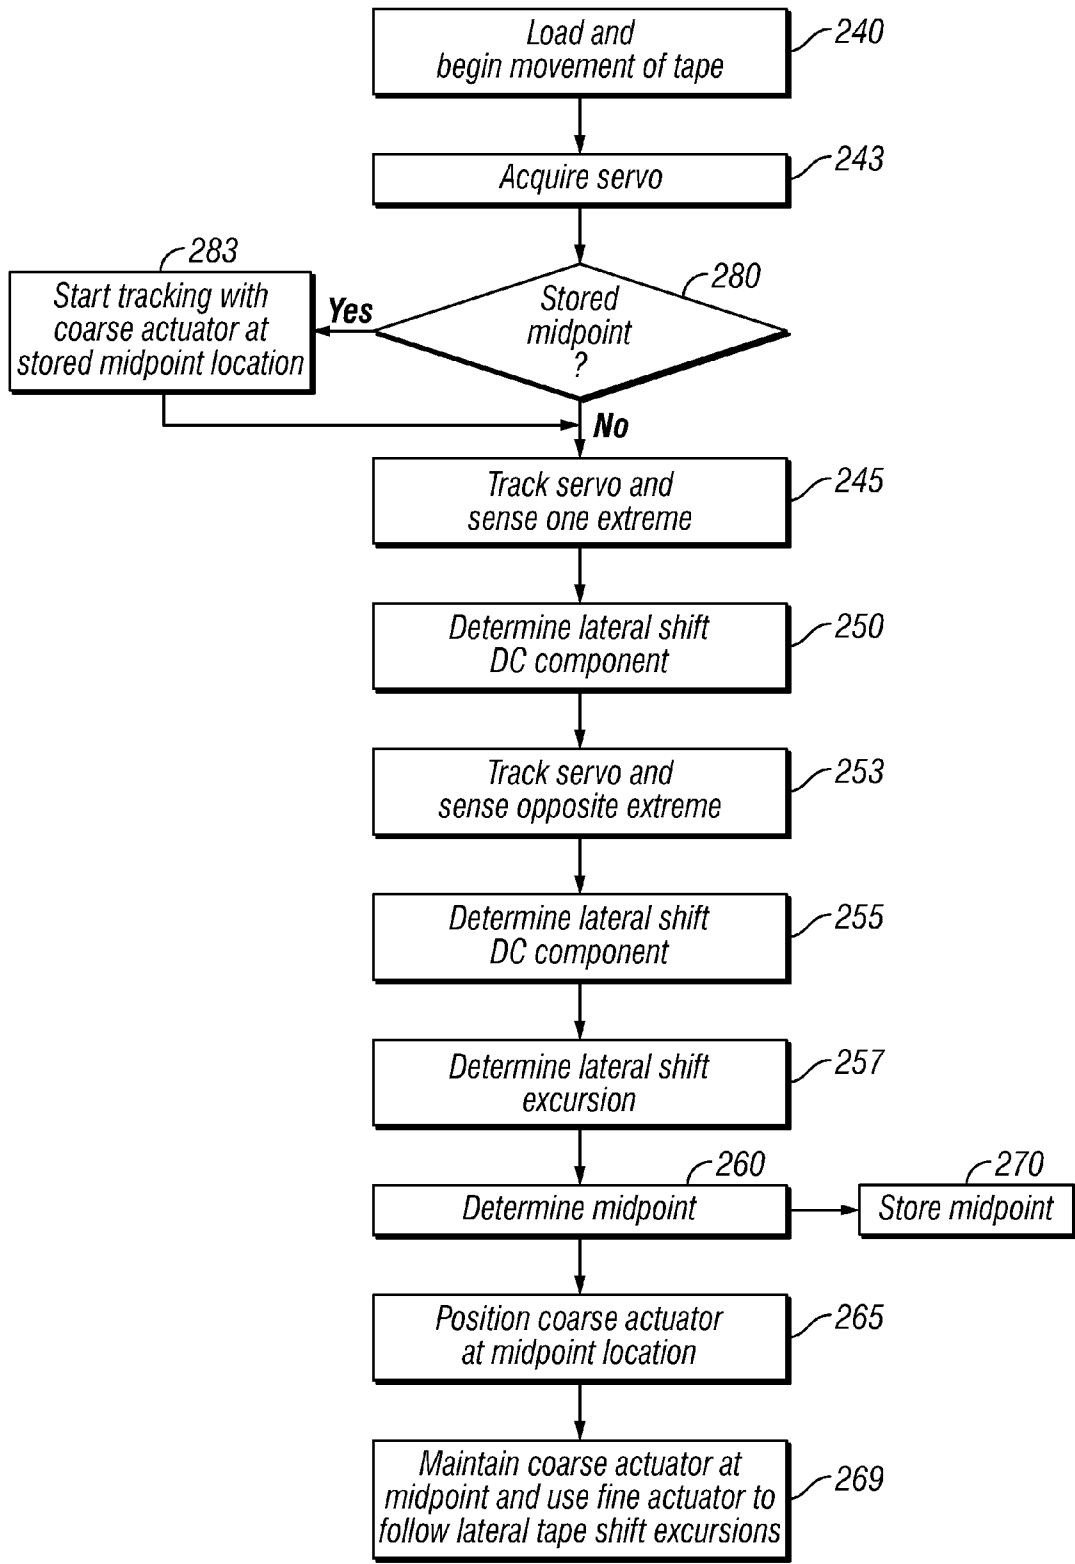 Load and
begin movement of tape
240
Acquire servo
243
283
Start tracking with
coarse actuator at
stored midpoint location
Yes
280
Stored
midpoint
?
No
Track servo and
sense one extreme
245
Determine lateral shift
DC component
250
Track servo and
sense opposite extreme
253
Determine lateral shift
DC component
255
Determine lateral shift
excursion
257
260
Determine midpoint
270
Store midpoint
Position coarse actuator
at midpoint location
265
Maintain coarse actuator at
midpoint and use fine actuator to
follow lateral tape shift excursions
269